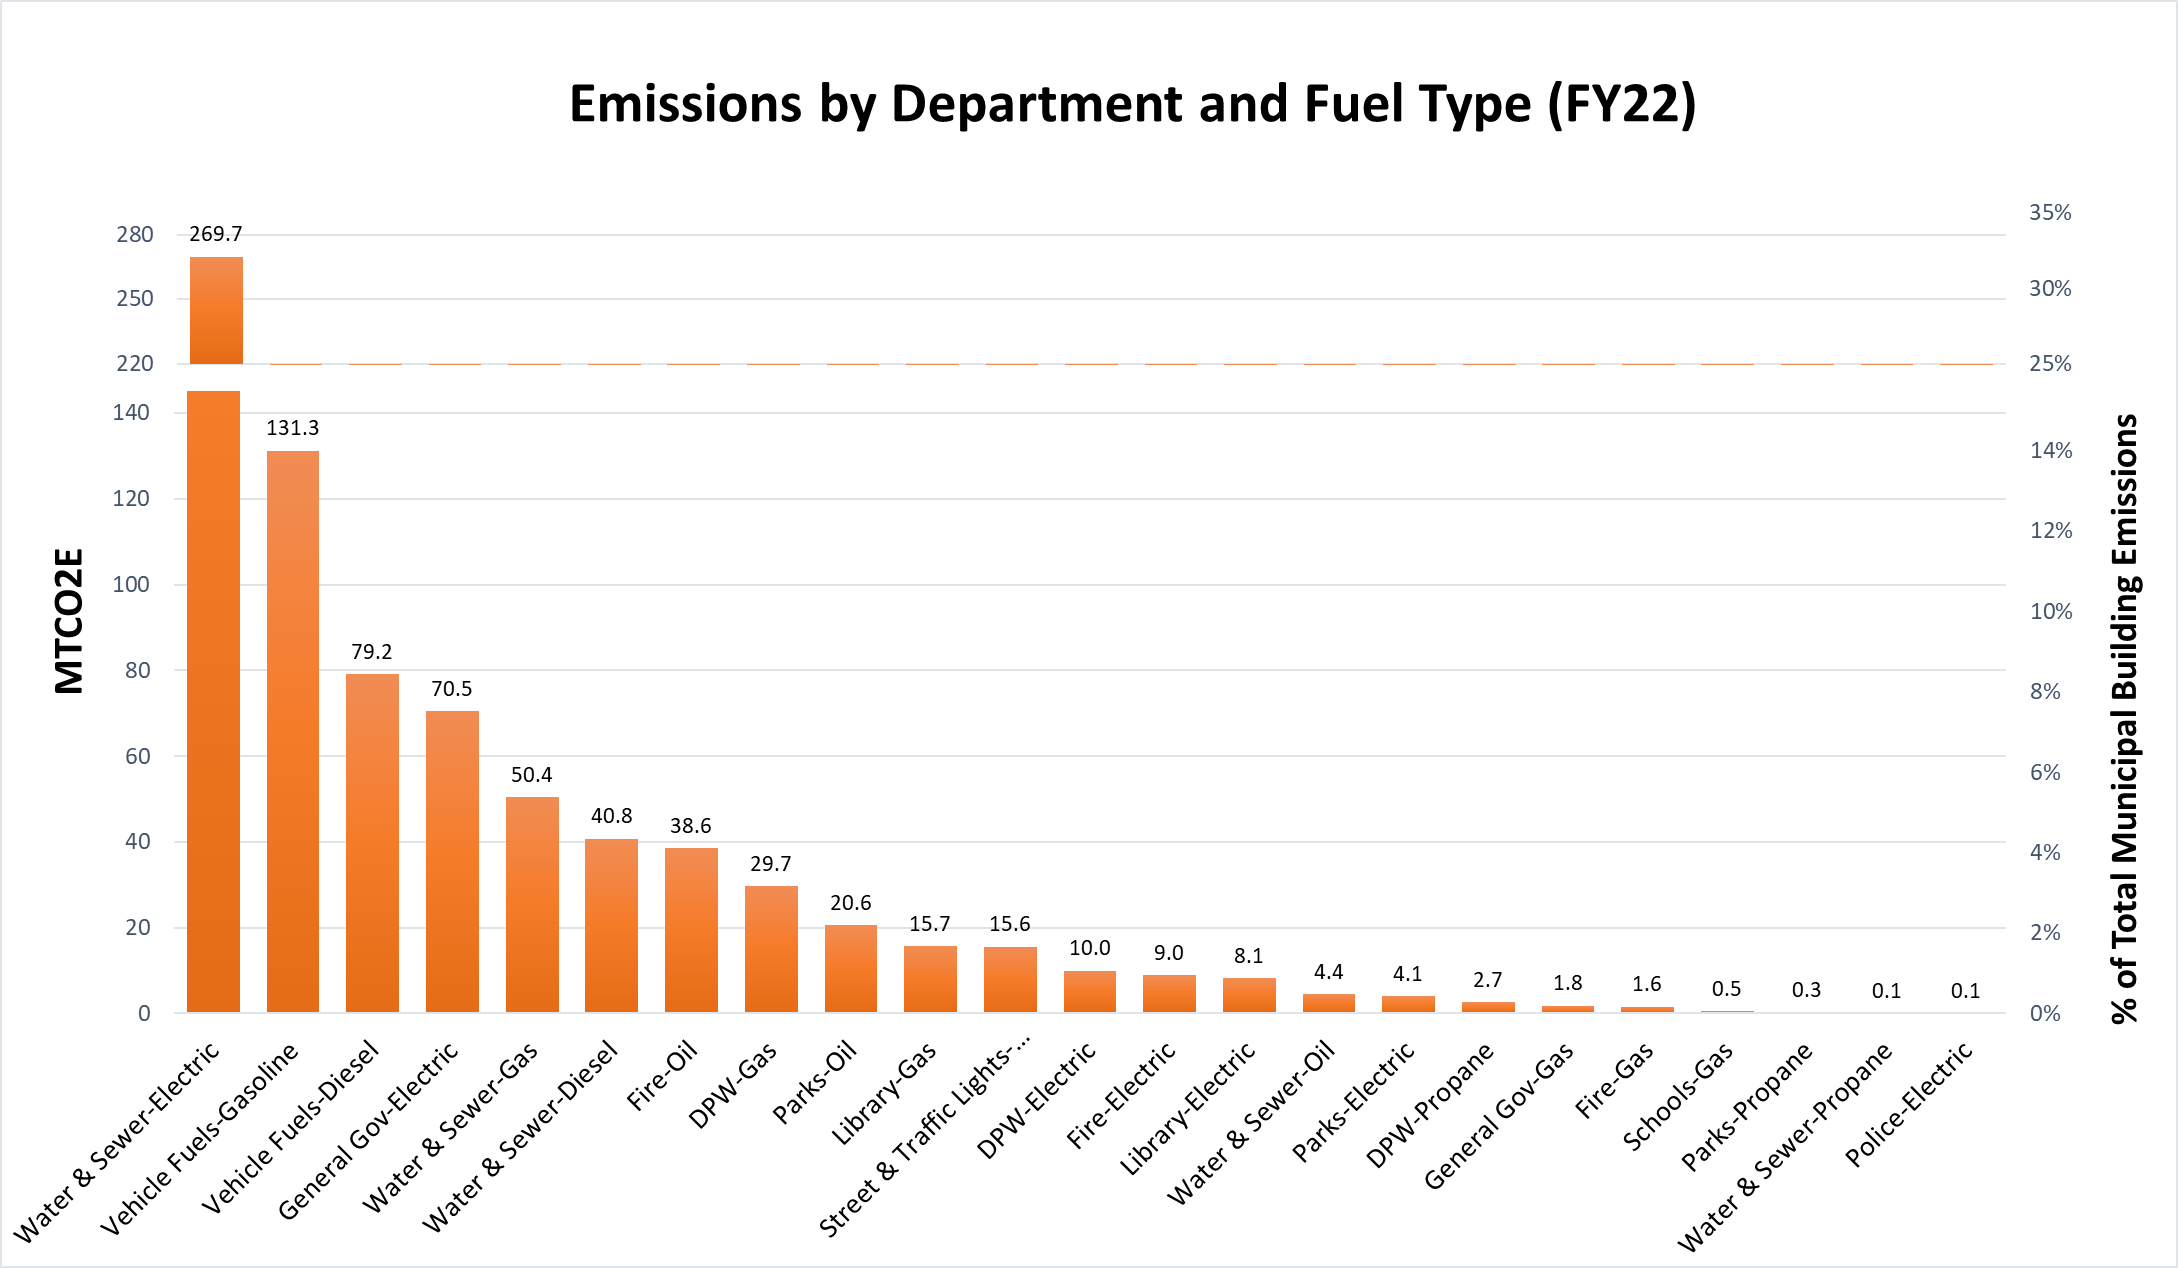 Emissions by Department and Fuel Type (FY22)
35%
280
269.7
250
30%
220
25%
140
131.3
14%
120
12%
100
10%
80
79.2
8%
70.5
60
6%
50.4
40
40.8
38.6
4%
29.7
20
20.6
15.7
15.6
2%
10.0
9.0
8.1
4.4
4.1
2.7
1.8
1.6
0.5
0.3
0.1
0.1
0
0%
MTCO2E
% of Total Municipal Building Emissions
Water & Sewer-Electric
Vehicle Fuels-Gasoline
Vehicle Fuels-Diesel
General Gov-Electric
Water & Sewer-Gas
Water & Sewer-Diesel
Fire-Oil
DPW-Gas
Parks-Oil
Library-Gas
Street & Traffic Lights-...
DPW-Electric
Fire-Electric
Library-Electric
Water & Sewer-Oil
Parks-Electric
DPW-Propane
General Gov-Gas
Fire-Gas
Schools-Gas
Parks-Propane
Water & Sewer-Propane
Police-Electric